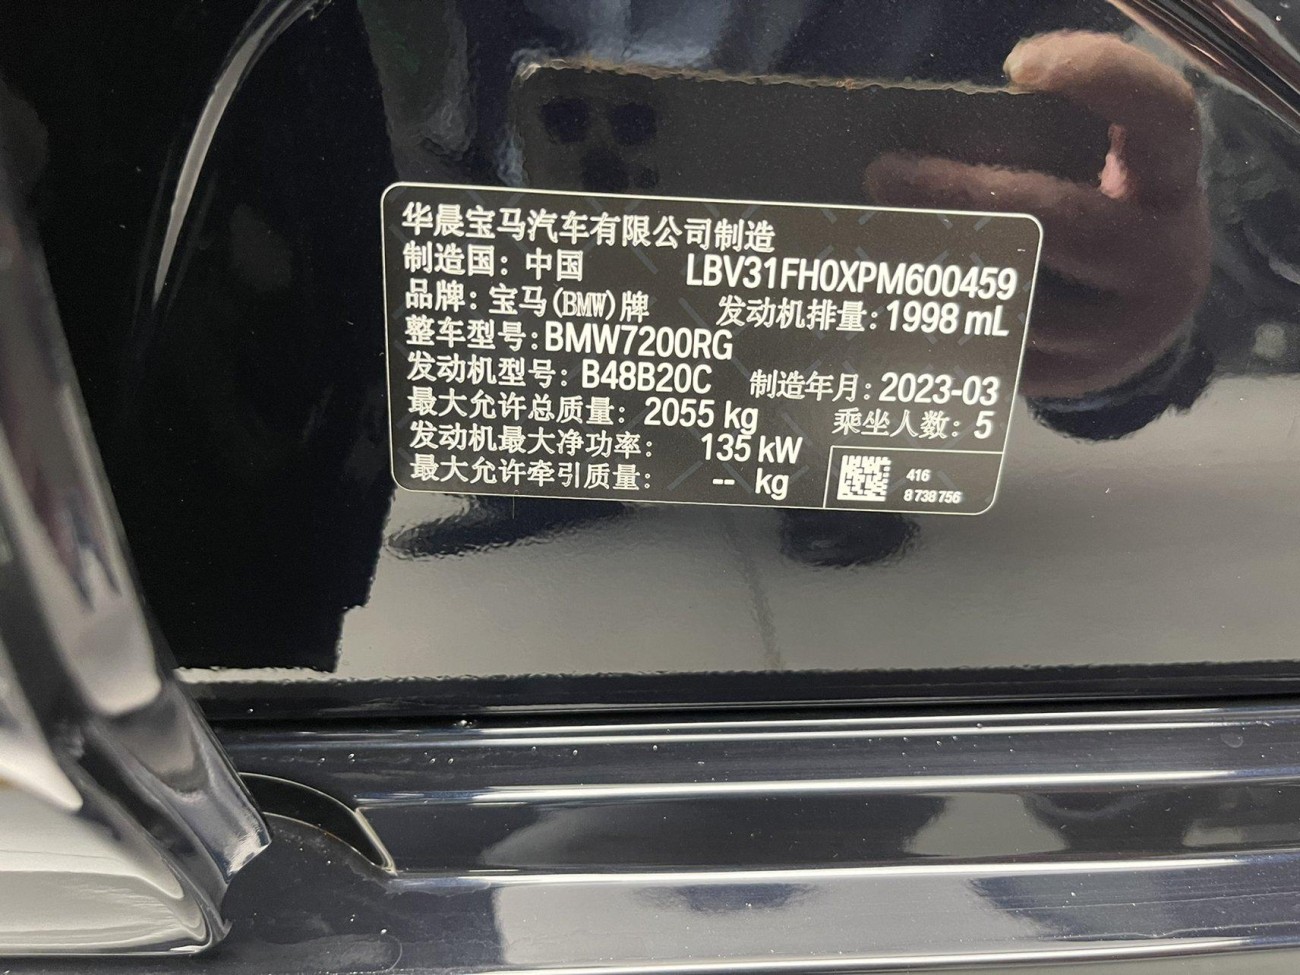 华晨宝马汽车有限公司制造
制造国：中国 LBV31FH0XPM600459
品牌：宝马(BMW)牌 发动机排量：1998 mL
整车型号：BMW7200RG
发动机型号：B48B20C 制造年月：2023-03
最大允许总质量：2055 kg 乘坐人数：5
发动机最大净功率：135 kW
最大允许牵引质量：-- kg
416
8 738 756